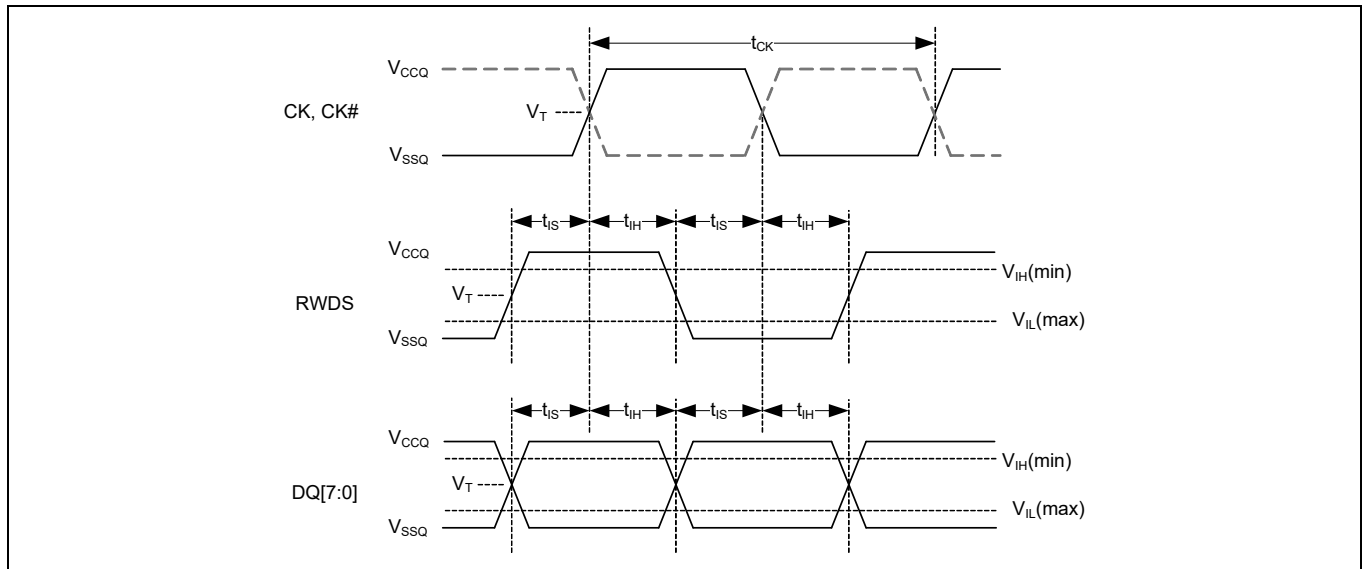 tCK
VCCQ
CK, CK#
VT
VSSQ
tIS tIH tIS tIH
VCCQ
VIH(min)
VT
RWDS
VIL(max)
VSSQ
tIS tIH tIS tIH
VCCQ
VIH(min)
VT
DQ[7:0]
VIL(max)
VSSQ